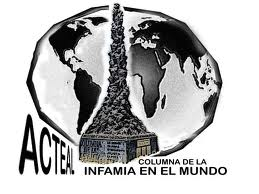 ACTEAL
COLUMNA DE LA
INFAMIA EN EL MUNDO